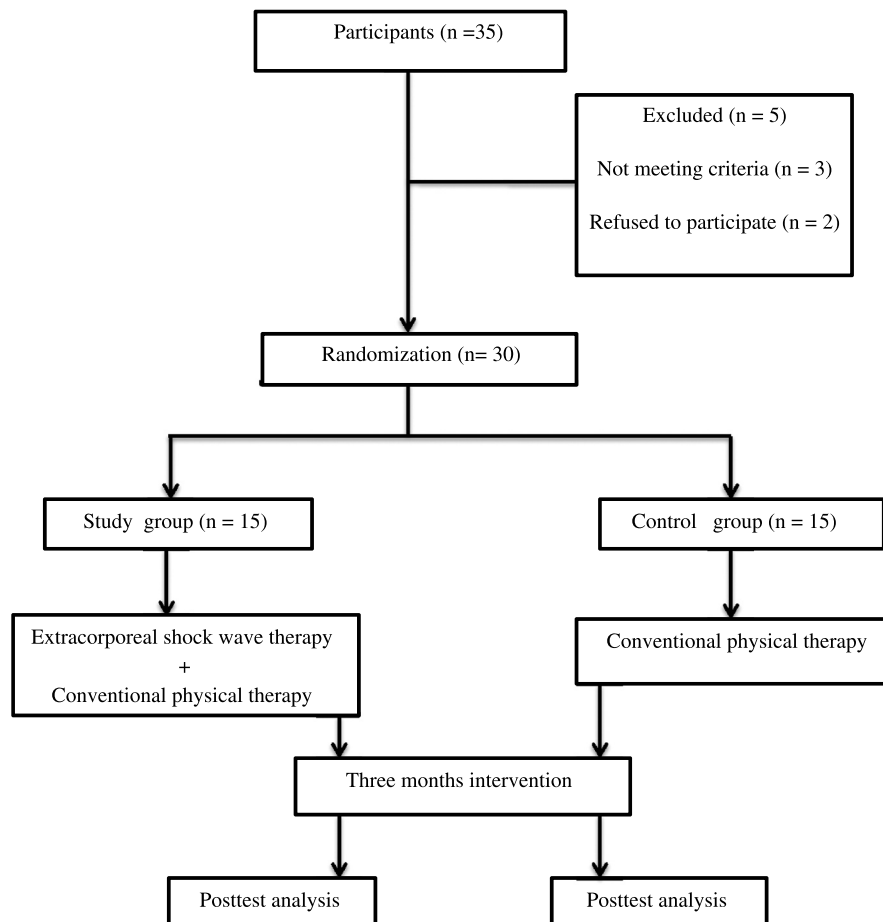 Participants (n =35)
Excluded (n = 5)
Not meeting criteria (n = 3)
Refused to participate (n = 2)
Randomization (n= 30)
Study group (n = 15)
Control group (n = 15)
Extracorporeal shock wave therapy
+
Conventional physical therapy
Conventional physical therapy
Three months intervention
Posttest analysis
Posttest analysis